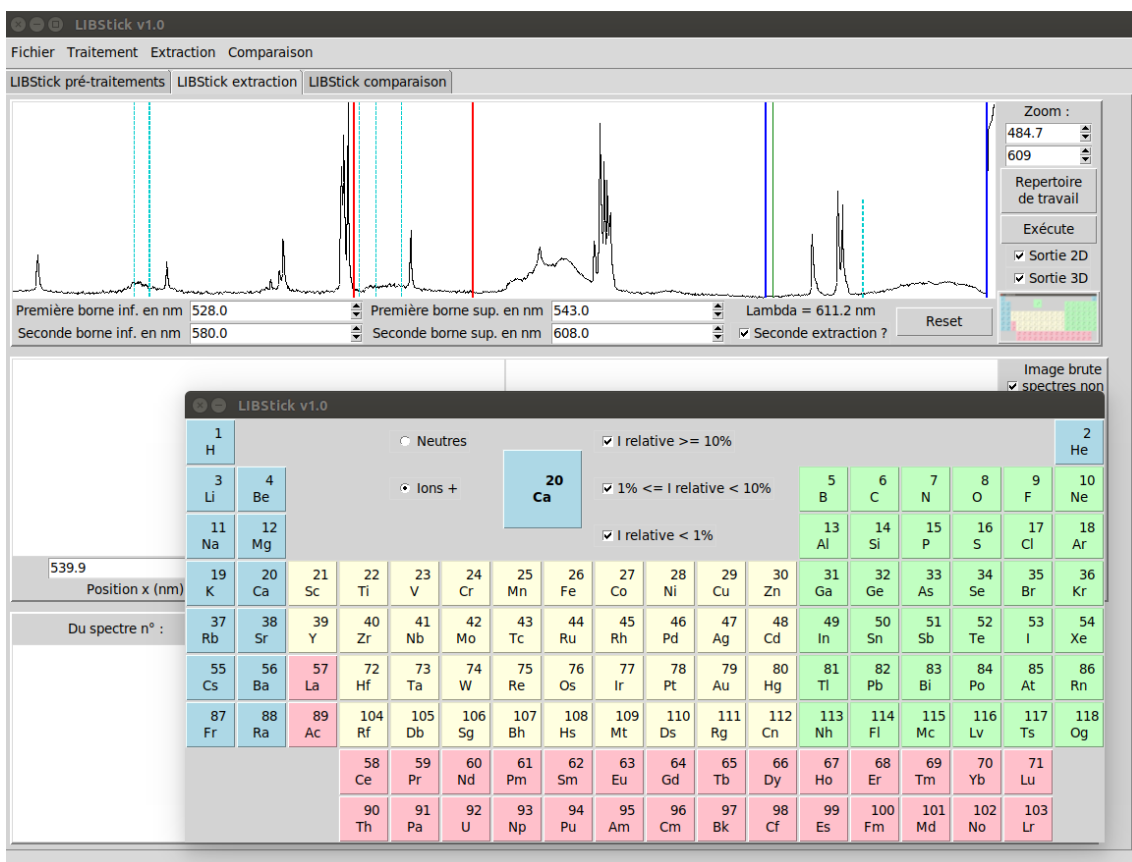 LIBStick v1.0
Fichier Traitement Extraction Comparaison
LIBStick pré-traitements LIBStick extraction LIBStick comparaison
Zoom :
484.7
609
Repertoire
de travail
Exécute
Sortie 2D
Sortie 3D
Première borne inf. en nm 528.0 Première borne sup. en nm 543.0 Lambda = 611.2 nm
Seconde borne inf. en nm 580.0 Seconde borne sup. en nm 608.0 Seconde extraction ? Reset
Image brute
spectres non
LIBStick v1.0
1 2
H Neutres I relative >= 10% He
20
Ca
3 4 5 6 7 8 9 10
Li Be Ions + 1% <= I relative < 10% B C N O F Ne
11 12 13 14 15 16 17 18
Na Mg I relative < 1% Al Si P S Cl Ar
539.9
Position x (nm)
19 20 21 22 23 24 25 26 27 28 29 30 31 32 33 34 35 36
K Ca Sc Ti V Cr Mn Fe Co Ni Cu Zn Ga Ge As Se Br Kr
Du spectre n° :
37 38 39 40 41 42 43 44 45 46 47 48 49 50 51 52 53 54
Rb Sr Y Zr Nb Mo Tc Ru Rh Pd Ag Cd In Sn Sb Te I Xe
55 56 57 72 73 74 75 76 77 78 79 80 81 82 83 84 85 86
Cs Ba La Hf Ta W Re Os Ir Pt Au Hg Tl Pb Bi Po At Rn
87 88 89 104 105 106 107 108 109 110 111 112 113 114 115 116 117 118
Fr Ra Ac Rf Db Sg Bh Hs Mt Ds Rg Cn Nh Fl Mc Lv Ts Og
58 59 60 61 62 63 64 65 66 67 68 69 70 71
Ce Pr Nd Pm Sm Eu Gd Tb Dy Ho Er Tm Yb Lu
90 91 92 93 94 95 96 97 98 99 100 101 102 103
Th Pa U Np Pu Am Cm Bk Cf Es Fm Md No Lr